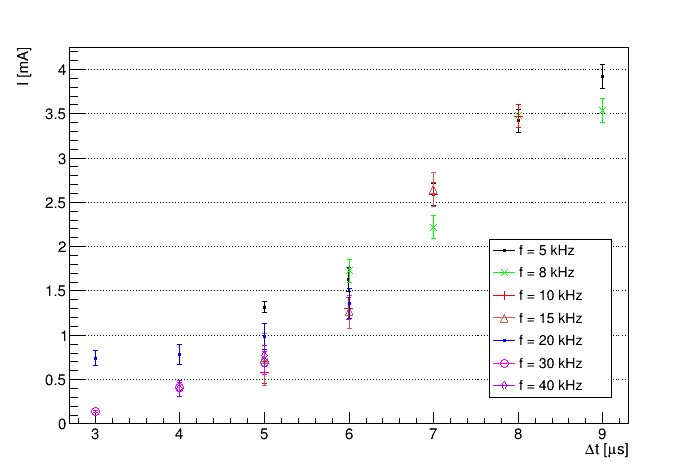 I [mA]
4
3.5
3
2.5
2
1.5
1
0.5
0
f = 5 kHz
f = 8 kHz
f = 10 kHz
f = 15 kHz
f = 20 kHz
f = 30 kHz
f = 40 kHz
3 4 5 6 7 8 9
Δt [μs]